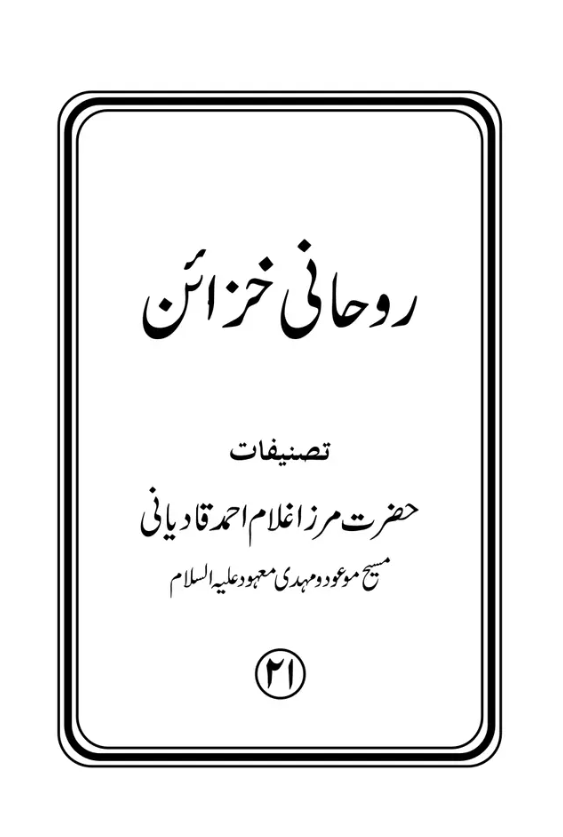 روحانی خزائن
تصنیفات
حضرت مرزا غلام احمد قادیانی
مسیح موعود و مہدی معہود علیہ السلام
۲۱